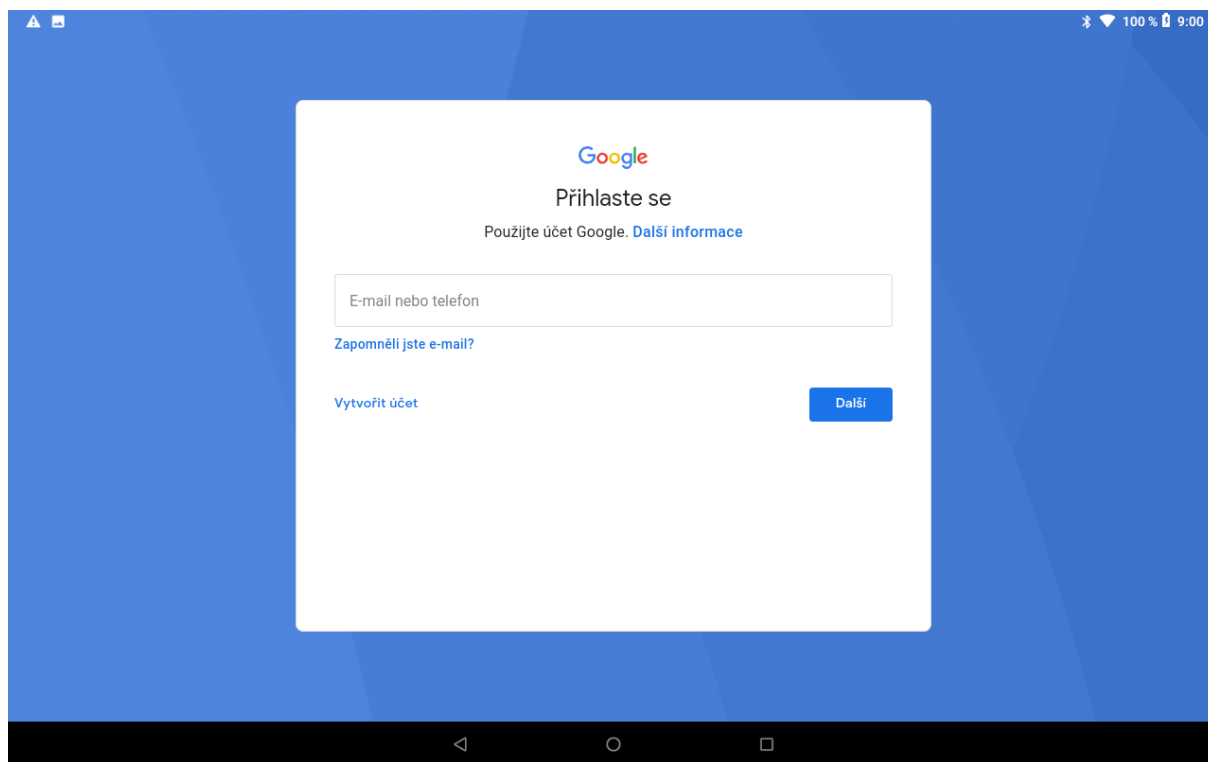 100 % 9:00
Google
Přihlaste se
Použijte účet Google. Další informace
E-mail nebo telefon
Zapomněli jste e-mail?
Vytvořit účet
Další